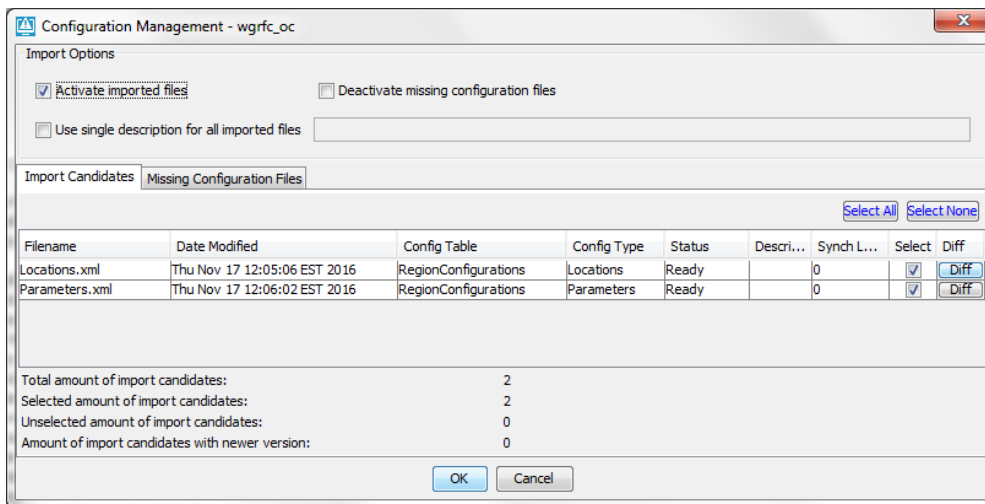 Configuration Management - wgrfc_oc
Import Options
Activate imported files
Deactivate missing configuration files
Use single description for all imported files
Import Candidates
Missing Configuration Files
Select All Select None
Filename Date Modified Config Table Config Type Status Descri... Synch L... Select Diff
Locations.xml Thu Nov 17 12:05:06 EST 2016 RegionConfigurations Locations Ready 0 Diff
Parameters.xml Thu Nov 17 12:06:02 EST 2016 RegionConfigurations Parameters Ready 0 Diff
Total amount of import candidates: 2
Selected amount of import candidates: 2
Unselected amount of import candidates: 0
Amount of import candidates with newer version: 0
OK Cancel